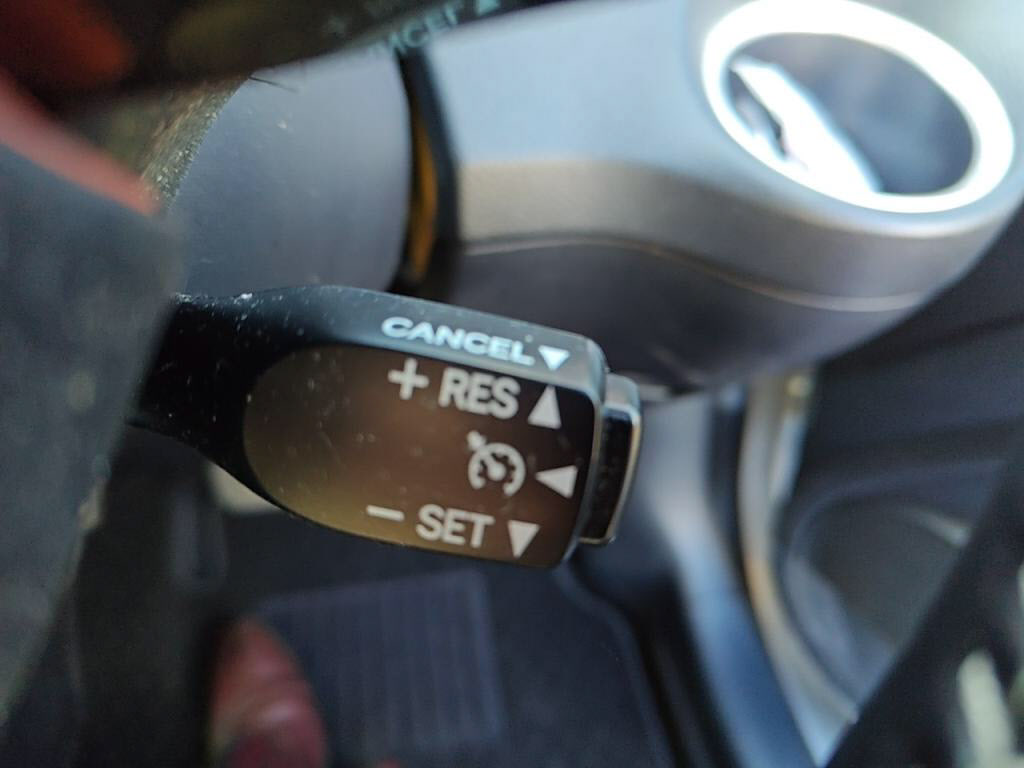 CANCEL▼
+ RES ▲
◀
− SET ▼